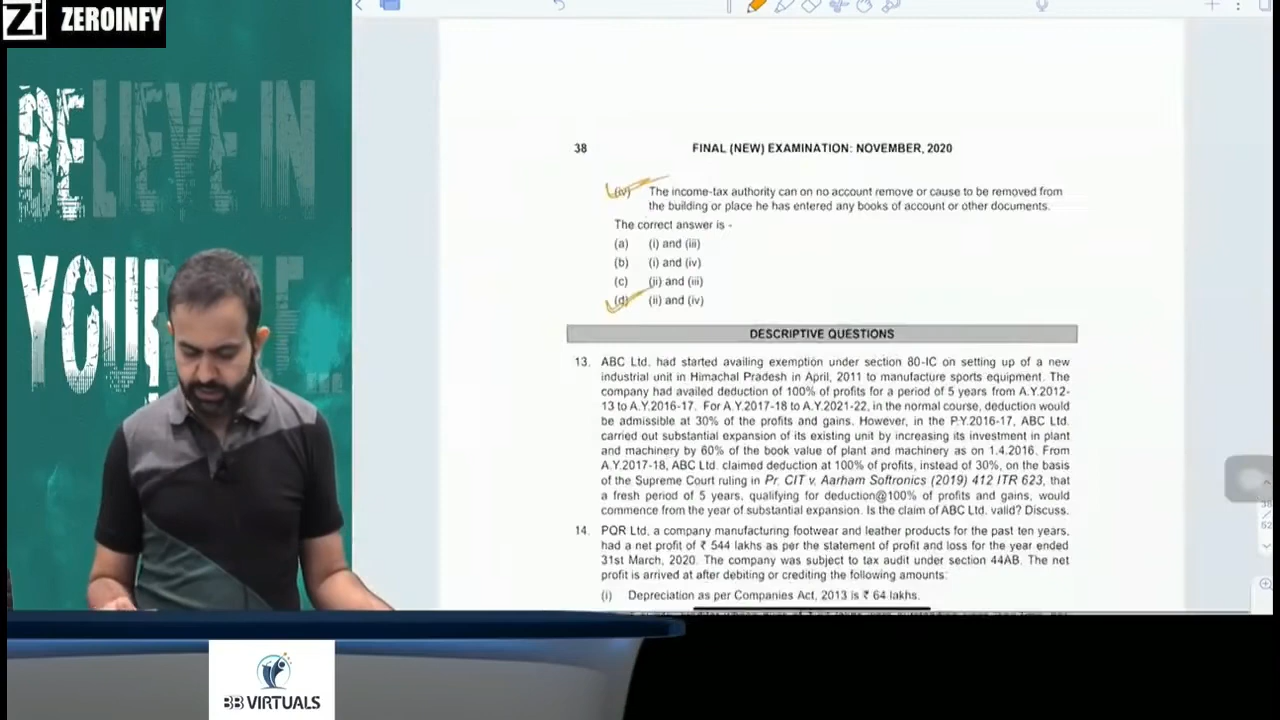 Zi ZEROINFY
BELIEVE IN
YOURSELF...
38 FINAL (NEW) EXAMINATION: NOVEMBER, 2020
(iv) The income-tax authority can on no account remove or cause to be removed from
the building or place he has entered any books of account or other documents.
The correct answer is -
(a) (i) and (iii)
(b) (i) and (iv)
(c) (ii) and (iii)
(d) (ii) and (iv)
DESCRIPTIVE QUESTIONS
13. ABC Ltd. had started availing exemption under section 80-IC on setting up of a new
industrial unit in Himachal Pradesh in April, 2011 to manufacture sports equipment. The
company had availed deduction of 100% of profits for a period of 5 years from A.Y.2012-
13 to A.Y.2016-17. For A.Y.2017-18 to A.Y.2021-22, in the normal course, deduction would
be admissible at 30% of the profits and gains. However, in the P.Y.2016-17, ABC Ltd.
carried out substantial expansion of its existing unit by increasing its investment in plant
and machinery by 60% of the book value of plant and machinery as on 1.4.2016. From
A.Y.2017-18, ABC Ltd. claimed deduction at 100% of profits, instead of 30%, on the basis
of the Supreme Court ruling in Pr. CIT v. Aarham Softronics (2019) 412 ITR 623, that
a fresh period of 5 years, qualifying for deduction@100% of profits and gains, would
commence from the year of substantial expansion. Is the claim of ABC Ltd. valid? Discuss.
14. PQR Ltd, a company manufacturing footwear and leather products for the past ten years,
had a net profit of ₹ 544 lakhs as per the statement of profit and loss for the year ended
31st March, 2020. The company was subject to tax audit under section 44AB. The net
profit is arrived at after debiting or crediting the following amounts:
(i) Depreciation as per Companies Act, 2013 is ₹ 64 lakhs.
BB VIRTUALS